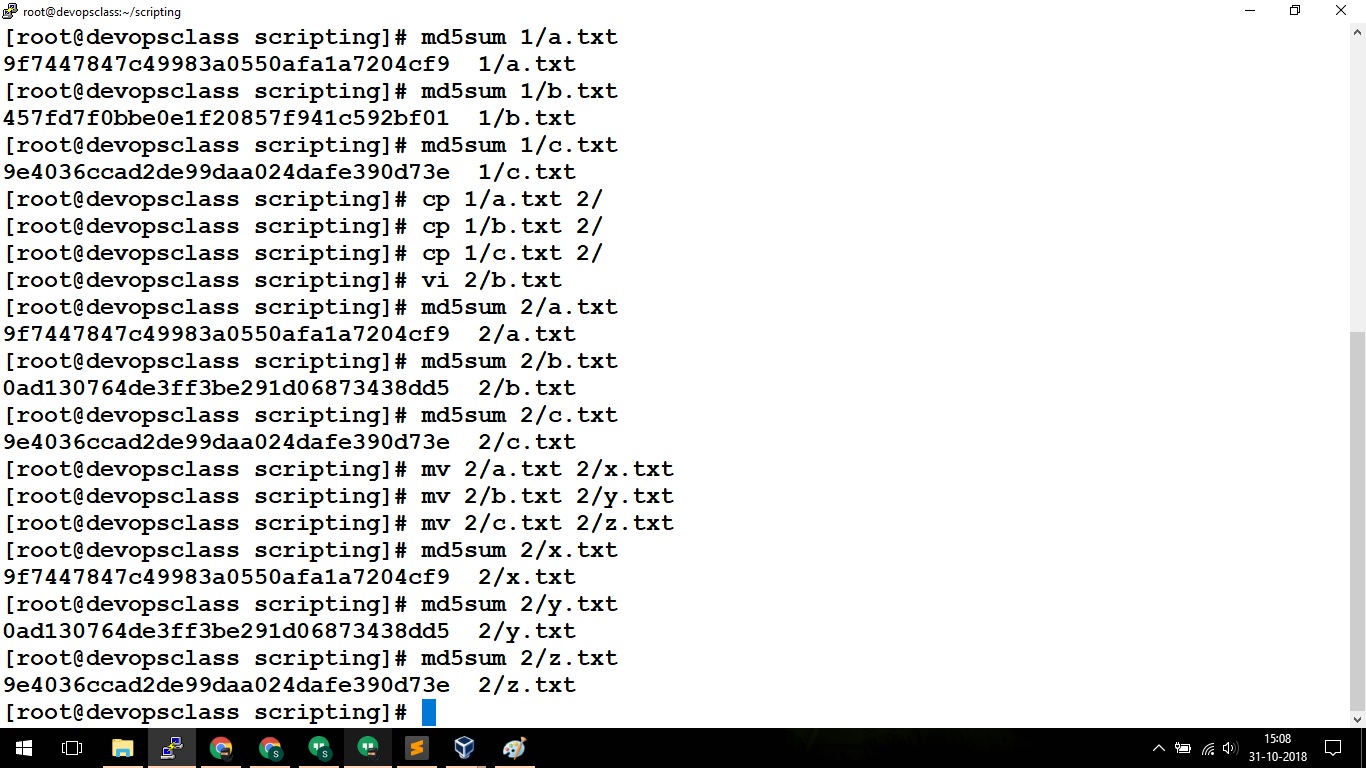 root@devopsclass:~/scripting
[root@devopsclass scripting]# md5sum 1/a.txt
9f7447847c49983a0550afa1a7204cf9  1/a.txt
[root@devopsclass scripting]# md5sum 1/b.txt
457fd7f0bbe0e1f20857f941c592bf01  1/b.txt
[root@devopsclass scripting]# md5sum 1/c.txt
9e4036ccad2de99daa024dafe390d73e  1/c.txt
[root@devopsclass scripting]# cp 1/a.txt 2/
[root@devopsclass scripting]# cp 1/b.txt 2/
[root@devopsclass scripting]# cp 1/c.txt 2/
[root@devopsclass scripting]# vi 2/b.txt
[root@devopsclass scripting]# md5sum 2/a.txt
9f7447847c49983a0550afa1a7204cf9  2/a.txt
[root@devopsclass scripting]# md5sum 2/b.txt
0ad130764de3ff3be291d06873438dd5  2/b.txt
[root@devopsclass scripting]# md5sum 2/c.txt
9e4036ccad2de99daa024dafe390d73e  2/c.txt
[root@devopsclass scripting]# mv 2/a.txt 2/x.txt
[root@devopsclass scripting]# mv 2/b.txt 2/y.txt
[root@devopsclass scripting]# mv 2/c.txt 2/z.txt
[root@devopsclass scripting]# md5sum 2/x.txt
9f7447847c49983a0550afa1a7204cf9  2/x.txt
[root@devopsclass scripting]# md5sum 2/y.txt
0ad130764de3ff3be291d06873438dd5  2/y.txt
[root@devopsclass scripting]# md5sum 2/z.txt
9e4036ccad2de99daa024dafe390d73e  2/z.txt
[root@devopsclass scripting]#
15:08
31-10-2018